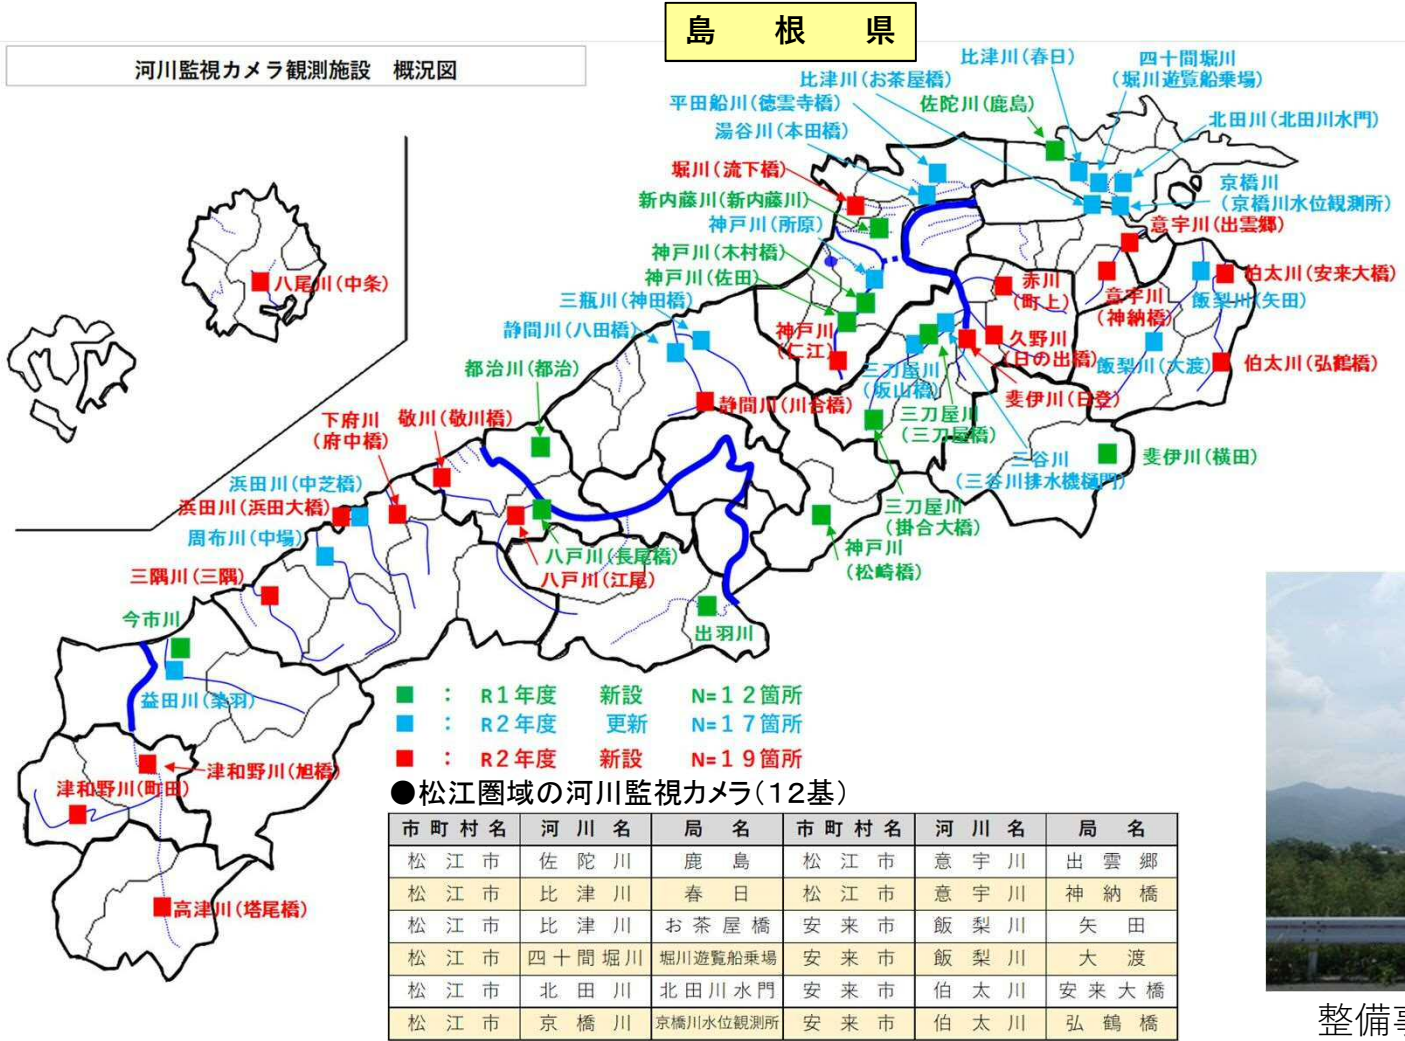 島根県
河川監視カメラ観測施設 概況図
比津川(春日)
四十間堀川
(堀川遊覧船乗場)
比津川(お茶屋橋)
平田船川(徳雲寺橋)
佐陀川(鹿島)
北田川(北田川水門)
湯谷川(本田橋)
堀川(流下橋)
京橋川
(京橋川水位観測所)
新内藤川(新内藤川)
神戸川(所原)
意宇川(出雲郷)
神戸川(木村橋)
神戸川(佐田)
八尾川(中条)
赤川
(町上)
意宇川
(神納橋)
伯太川(安来大橋)
飯梨川(矢田)
三瓶川(神田橋)
静間川(八田橋)
神戸川
(仁江)
久野川
(日の出橋)
飯梨川(大渡)
伯太川(弘鶴橋)
都治川(都治)
三刀屋川
(坂山橋)
斐伊川(日登)
静間川(川合橋)
下府川
(府中橋)
敬川(敬川橋)
三刀屋川
(三刀屋橋)
三谷川
(三谷川排水機樋門)
斐伊川(横田)
浜田川(中芝橋)
浜田川(浜田大橋)
周布川(中場)
三刀屋川
(掛合大橋)
神戸川
(松崎橋)
八戸川(長尾橋)
八戸川(江尾)
三隅川(三隅)
今市川
出羽川
益田川(染羽)
津和野川(旭橋)
津和野川(町田)
高津川(塔尾橋)
■ : R1年度 新設 N=12箇所
■ : R2年度 更新 N=17箇所
■ : R2年度 新設 N=19箇所
●松江圏域の河川監視カメラ(12基)
市町村名 河川名 局名 市町村名 河川名 局名
松江市 佐陀川 鹿島 松江市 意宇川 出雲郷
松江市 比津川 春日 松江市 意宇川 神納橋
松江市 比津川 お茶屋橋 安来市 飯梨川 矢田
松江市 四十間堀川 堀川遊覧船乗場 安来市 飯梨川 大渡
松江市 北田川 北田川水門 安来市 伯太川 安来大橋
松江市 京橋川 京橋川水位観測所 安来市 伯太川 弘鶴橋
整備